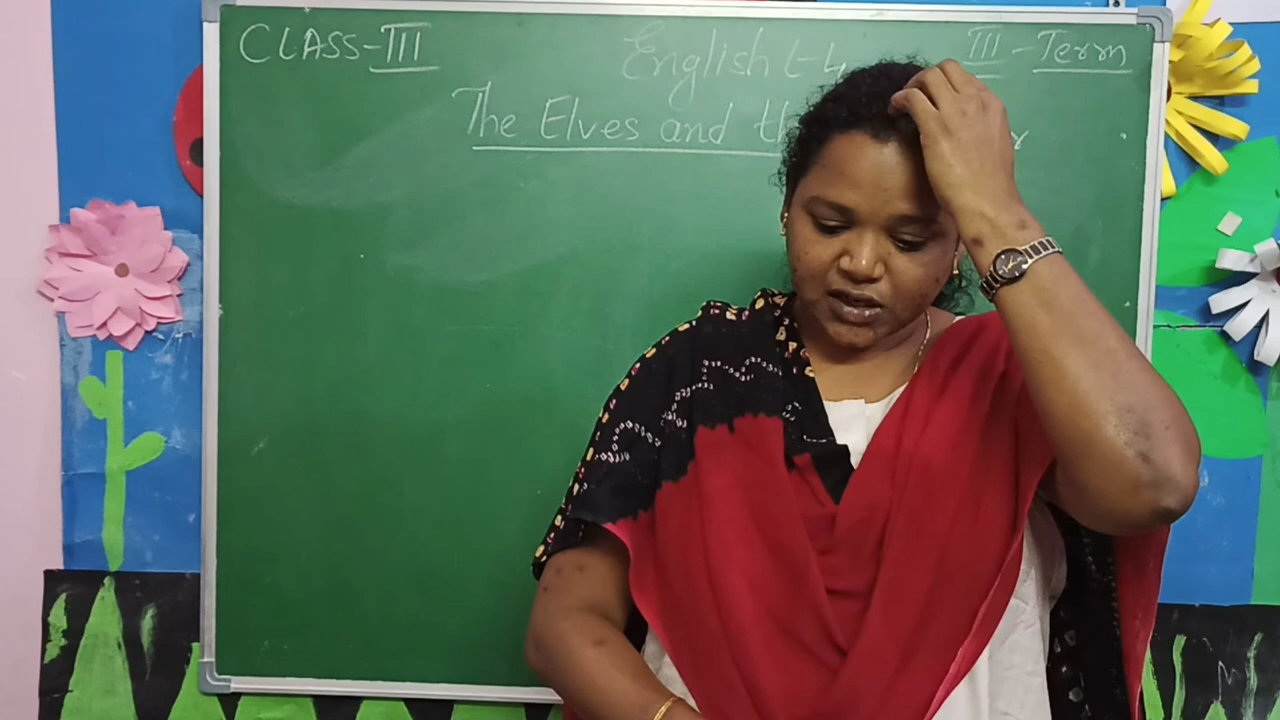 CLASS-III English L-4 III - Term
The Elves and